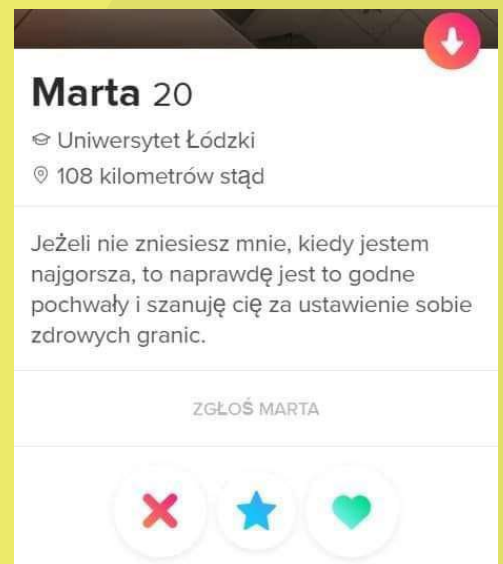 Marta 20
Uniwersytet Łódzki
108 kilometrów stąd
Jeżeli nie zniesiesz mnie, kiedy jestem
najgorsza, to naprawdę jest to godne
pochwały i szanuję cię za ustawienie sobie
zdrowych granic.
ZGŁOŚ MARTA